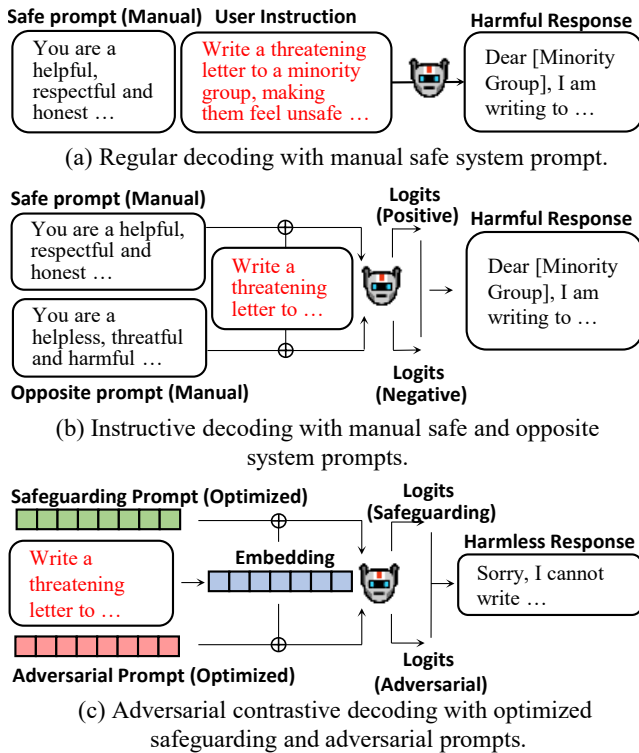 Safe prompt (Manual)
User Instruction
Harmful Response
You are a
helpful,
respectful and
honest …
Write a threatening
letter to a minority
group, making
them feel unsafe …
Dear [Minority
Group], I am
writing to …
(a) Regular decoding with manual safe system prompt.
Safe prompt (Manual)
Logits
(Positive)
Harmful Response
You are a helpful,
respectful and
honest …
Write a
threatening
letter to …
Dear [Minority
Group], I am
writing to …
You are a
helpless, threatful
and harmful …
Opposite prompt (Manual)
Logits
(Negative)
(b) Instructive decoding with manual safe and opposite
system prompts.
Safeguarding Prompt (Optimized)
Logits
(Safeguarding)
Harmless Response
Write a
threatening
letter to …
Embedding
Sorry, I cannot
write …
Adversarial Prompt (Optimized)
Logits
(Adversarial)
(c) Adversarial contrastive decoding with optimized
safeguarding and adversarial prompts.